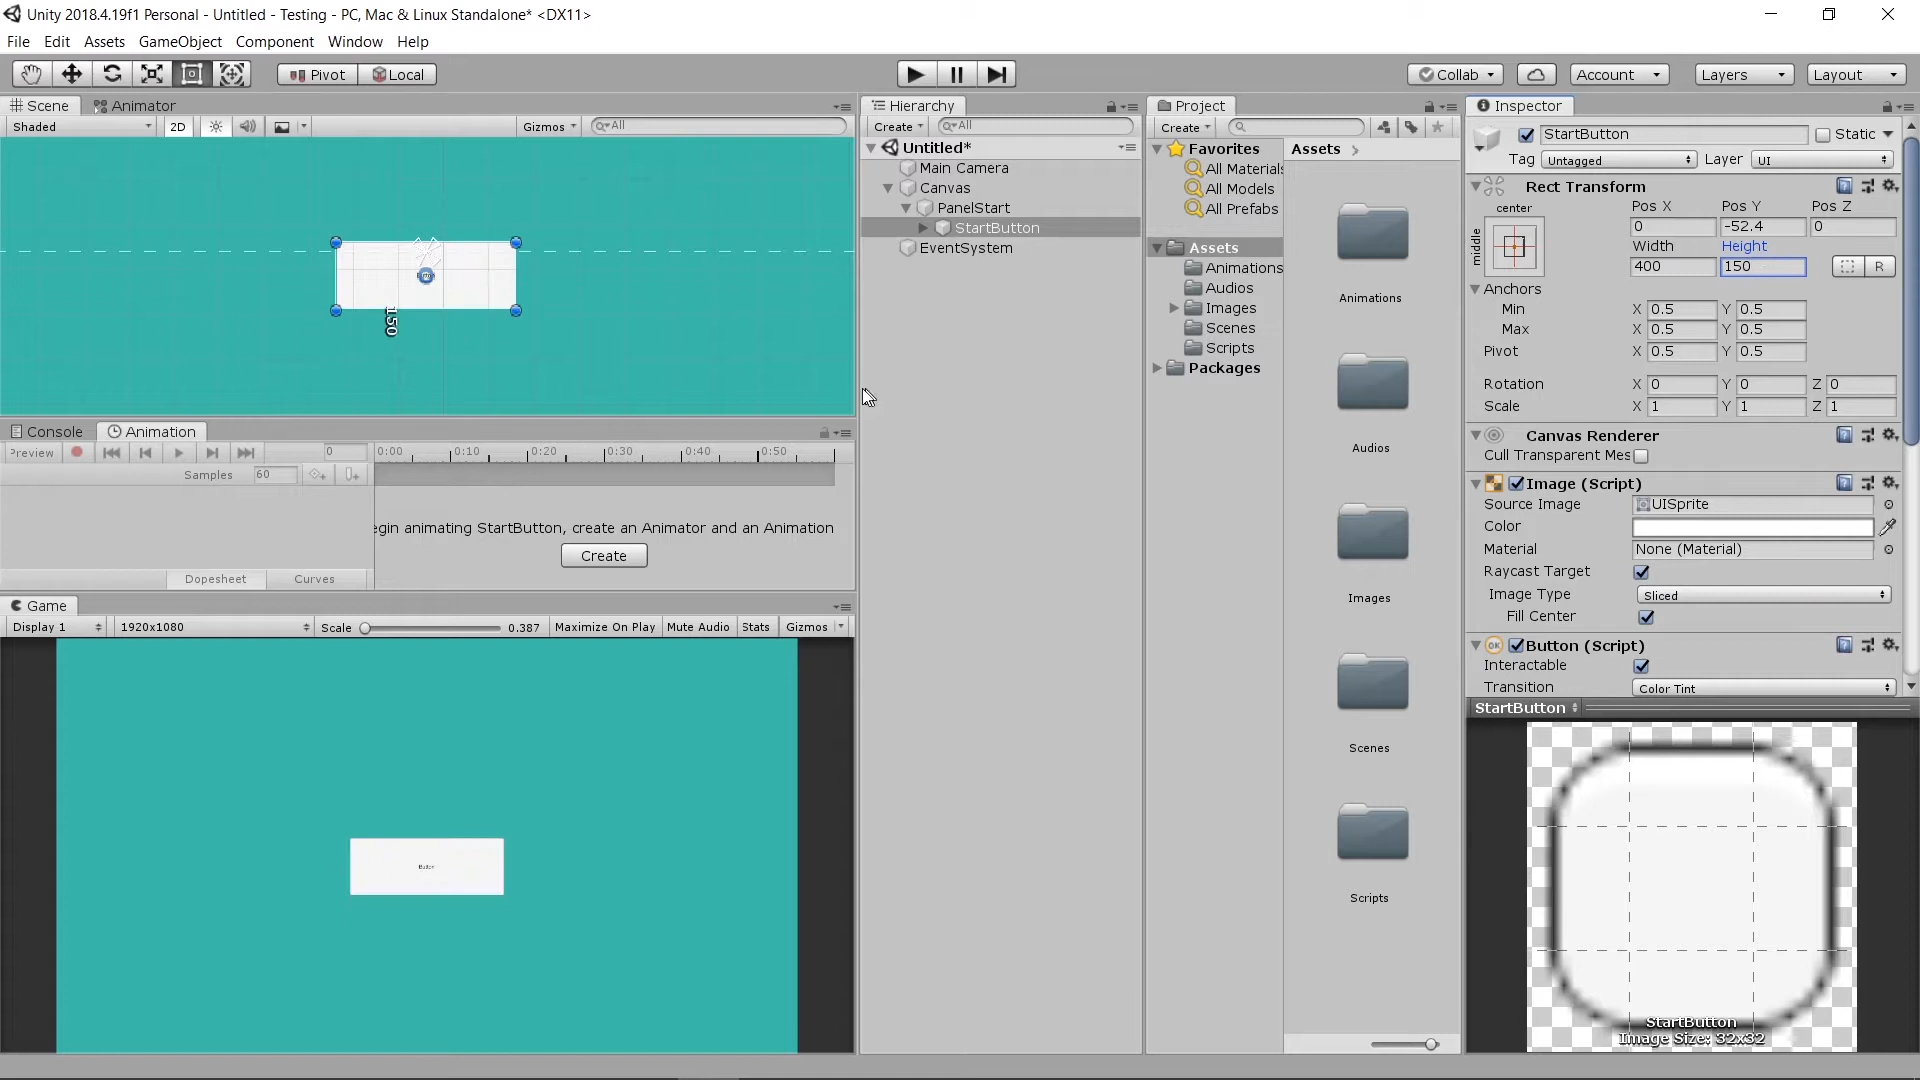 Unity 2018.4.19f1 Personal - Untitled - Testing - PC, Mac & Linux Standalone* <DX11>
File Edit Assets GameObject Component Window Help
Pivot Local
Collab Account Layers Layout
Scene Animator
Shaded 2D Gizmos All
150
Console Animation
Preview 0 0:00 0:10 0:20 0:30 0:40 0:50
Samples 60
egin animating StartButton, create an Animator and an Animation
Create
Dopesheet Curves
Game
Display 1 1920x1080 Scale 0.387 Maximize On Play Mute Audio Stats Gizmos
Button
Hierarchy
Create All
Untitled*
Main Camera
Canvas
PanelStart
StartButton
EventSystem
Project
Create
Favorites
All Materials
All Models
All Prefabs
Assets
Animations
Audios
Images
Scenes
Scripts
Packages
Assets
Animations
Audios
Images
Scenes
Scripts
Inspector
StartButton Static
Tag Untagged Layer UI
Rect Transform
center Pos X Pos Y Pos Z
middle 0 -52.4 0
Width Height
400 150 R
Anchors
Min X 0.5 Y 0.5
Max X 0.5 Y 0.5
Pivot X 0.5 Y 0.5
Rotation X 0 Y 0 Z 0
Scale X 1 Y 1 Z 1
Canvas Renderer
Cull Transparent Mes
Image (Script)
Source Image UISprite
Color
Material None (Material)
Raycast Target
Image Type Sliced
Fill Center
OK Button (Script)
Interactable
Transition Color Tint
StartButton
StartButton
Image Size: 32x32